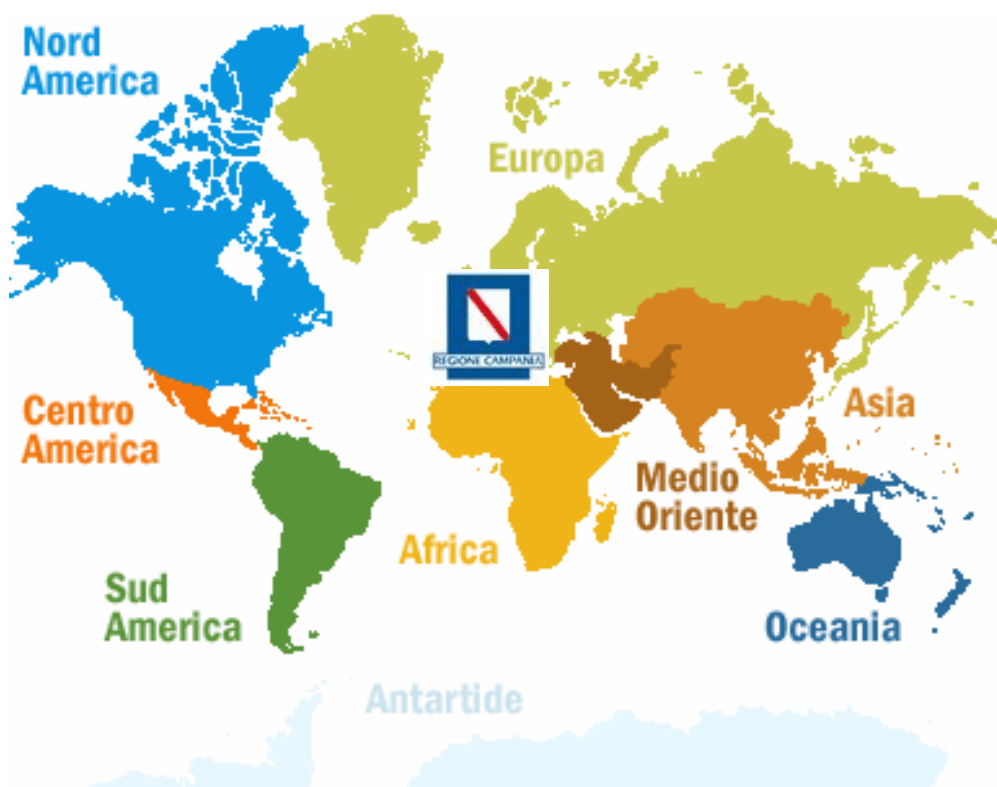 Nord
America
Europa
REGIONE CAMPANIA
Centro
America
Asia
Medio
Oriente
Africa
Sud
America
Oceania
Antartide